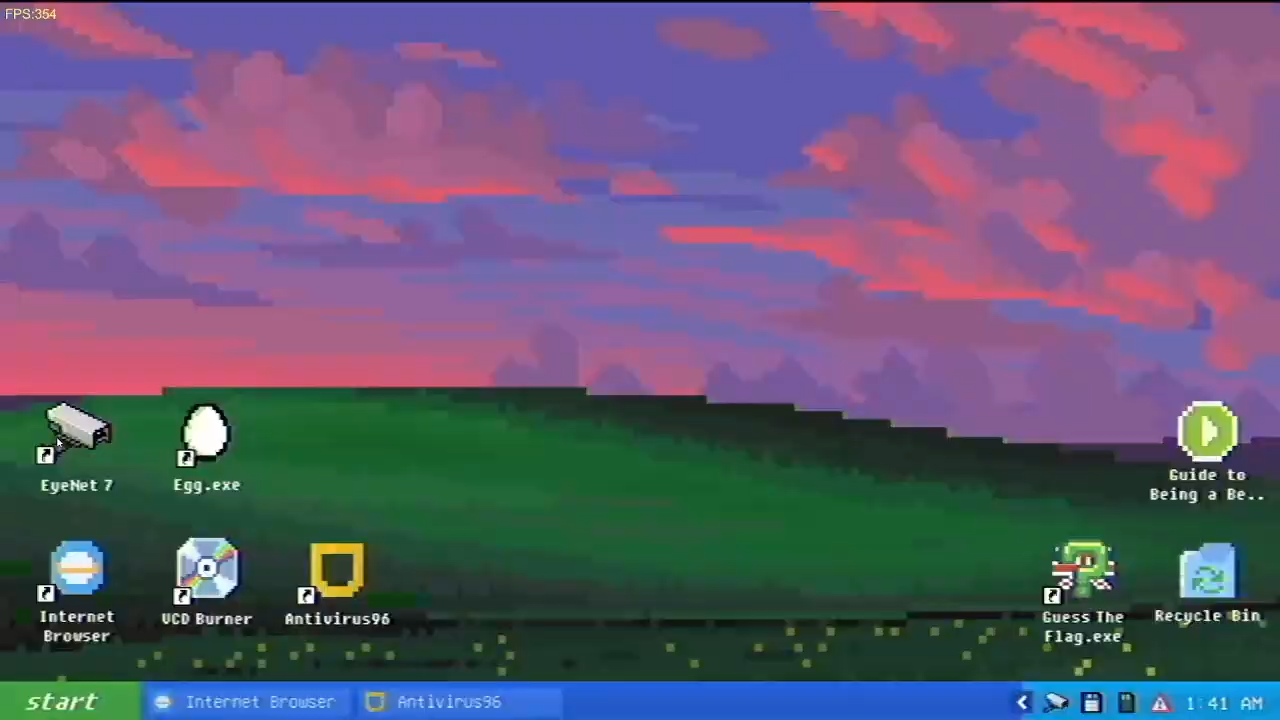 FPS:354
EyeNet 7
Egg.exe
Guide to
Being a Be..
Internet
Browser
VCD Burner
Antivirus96
Guess The
Flag.exe
Recycle Bin
start
Internet Browser
Antivirus96
1:41 AM